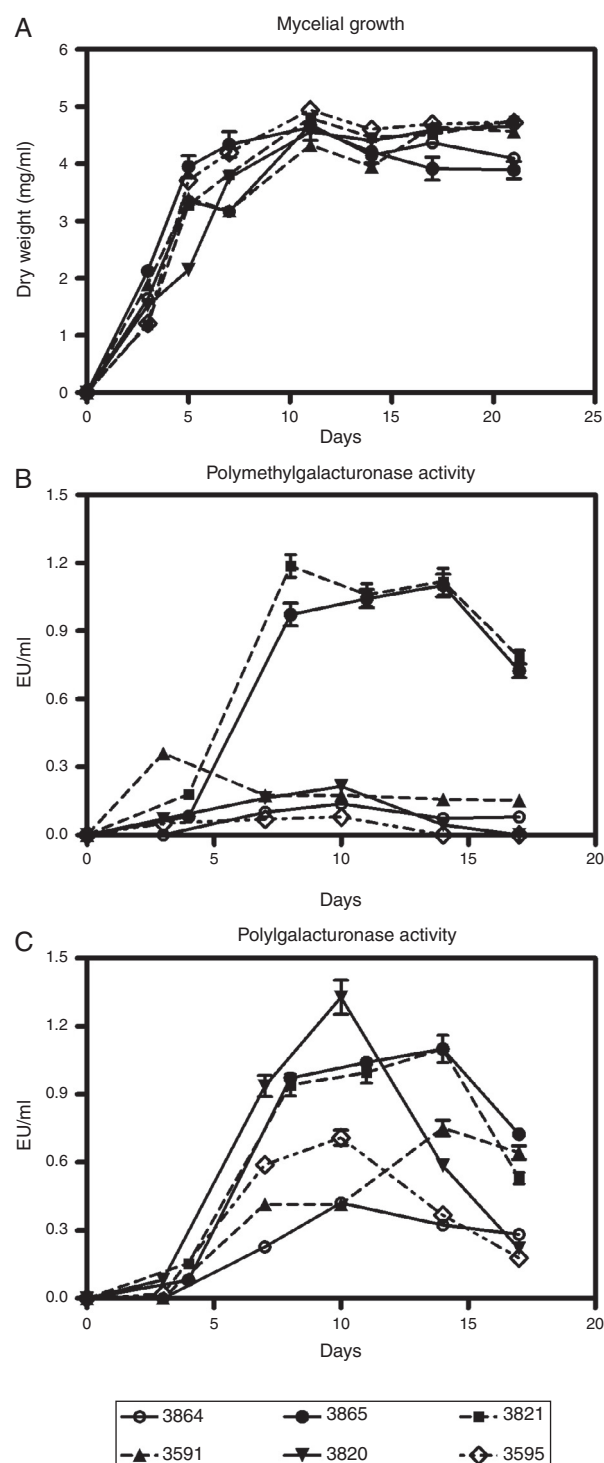 A
Mycelial growth
6
5
4
3
2
1
0
Dry weight (mg/ml)
0 5 10 15 20 25
Days
B
Polymethylgalacturonase activity
1.5
1.2
0.9
0.6
0.3
0.0
EU/ml
0 5 10 15 20
Days
C
Polylgalacturonase activity
1.5
1.2
0.9
0.6
0.3
0.0
EU/ml
0 5 10 15 20
Days
3864 3865 3821
3591 3820 3595